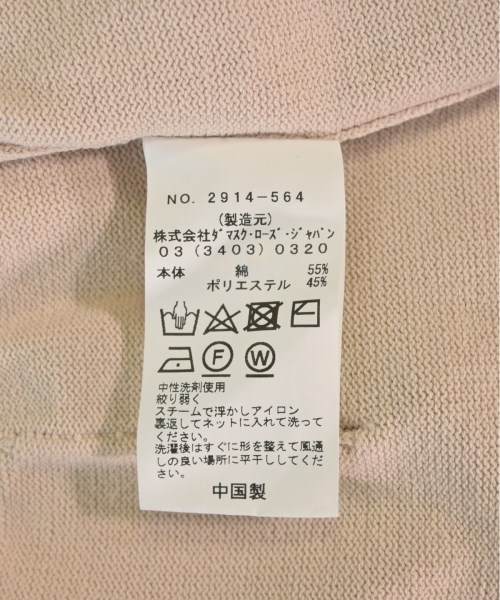 NO. 2914-564
(製造元)
株式会社ﾀﾞﾏｽｸ･ﾛｰｽﾞ･ｼﾞｬﾊﾟﾝ
03(3403)0320
本体 綿 55%
ポリエステル 45%
F W
中性洗剤使用
絞り弱く
スチームで浮かしアイロン
裏返してネットに入れて洗って
ください。
洗濯後はすぐに形を整えて風通
しの良い場所に平干ししてくだ
さい。
中国製